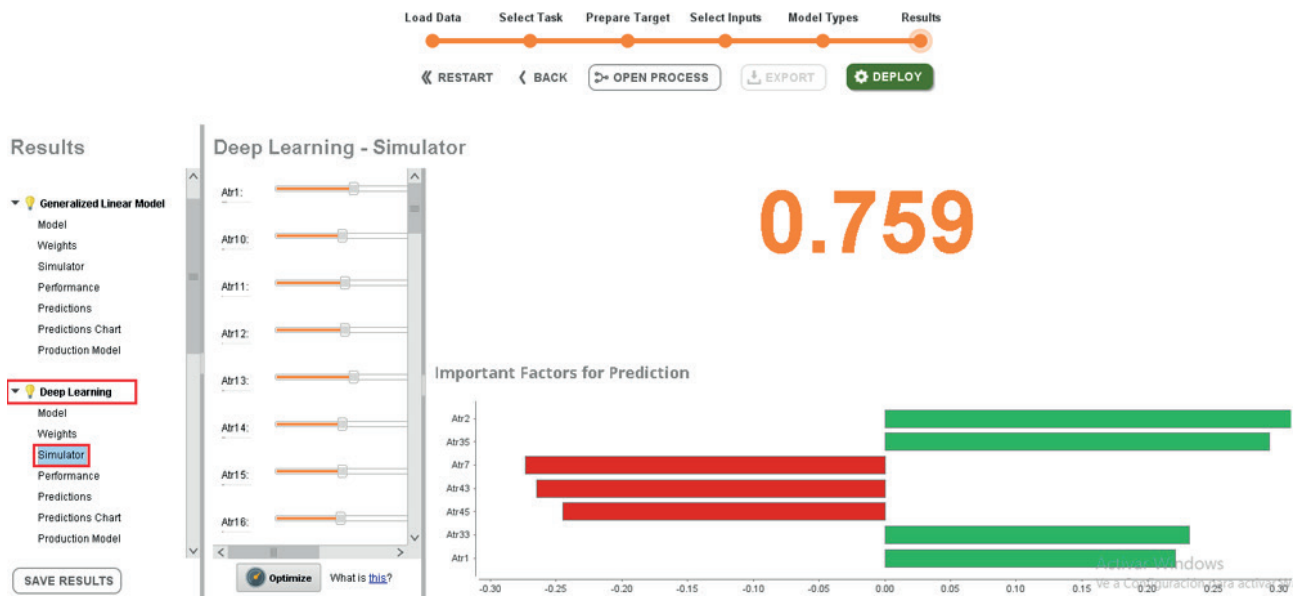 Load Data Select Task Prepare Target Select Inputs Model Types Results
RESTART BACK OPEN PROCESS EXPORT DEPLOY
Results
Generalized Linear Model
Model
Weights
Simulator
Performance
Predictions
Predictions Chart
Production Model
Deep Learning
Model
Weights
Simulator
Performance
Predictions
Predictions Chart
Production Model
SAVE RESULTS
Deep Learning - Simulator
Atr1:
Atr10:
Atr11:
Atr12:
Atr13:
Atr14:
Atr15:
Atr16:
Optimize What is this?
0.759
Important Factors for Prediction
Atr2
Atr35
Atr7
Atr43
Atr45
Atr33
Atr1
-0.30 -0.25 -0.20 -0.15 -0.10 -0.05 0.00 0.05 0.10 0.15 0.20 0.25 0.30
Activar Windows
Ve a Configuración para activar